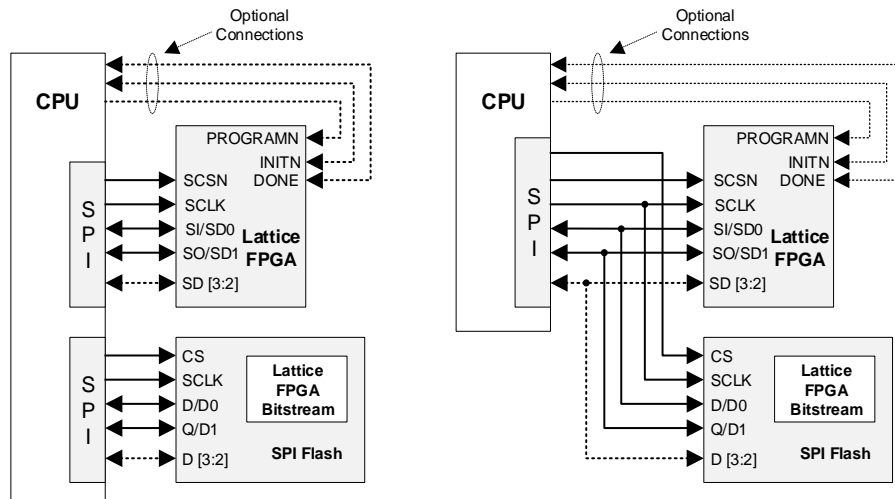 Optional
Connections
CPU
PROGRAMN
INITN
DONE
SCSN
SCLK
SI/SD0
SO/SD1
SD [3:2]
Lattice
FPGA
S
P
I
CS
SCLK
D/D0
Q/D1
D [3:2]
Lattice
FPGA
Bitstream
SPI Flash
S
P
I
Optional
Connections
CPU
PROGRAMN
INITN
DONE
SCSN
SCLK
SI/SD0
SO/SD1
SD [3:2]
Lattice
FPGA
S
P
I
CS
SCLK
D/D0
Q/D1
D [3:2]
Lattice
FPGA
Bitstream
SPI Flash